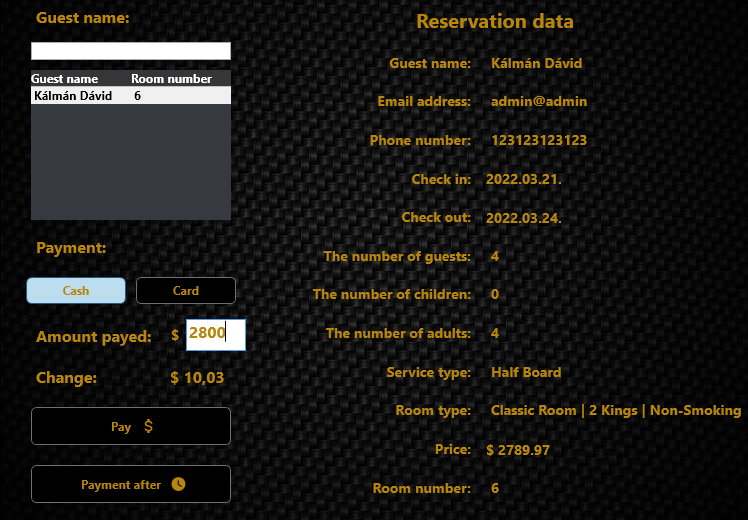 Guest name:
Guest name Room number
Kálmán Dávid 6
Payment:
Cash Card
Amount payed: $ 2800
Change: $ 10,03
Pay $
Payment after
Reservation data
Guest name: Kálmán Dávid
Email address: admin@admin
Phone number: 123123123123
Check in: 2022.03.21.
Check out: 2022.03.24.
The number of guests: 4
The number of children: 0
The number of adults: 4
Service type: Half Board
Room type: Classic Room | 2 Kings | Non-Smoking
Price: $ 2789.97
Room number: 6